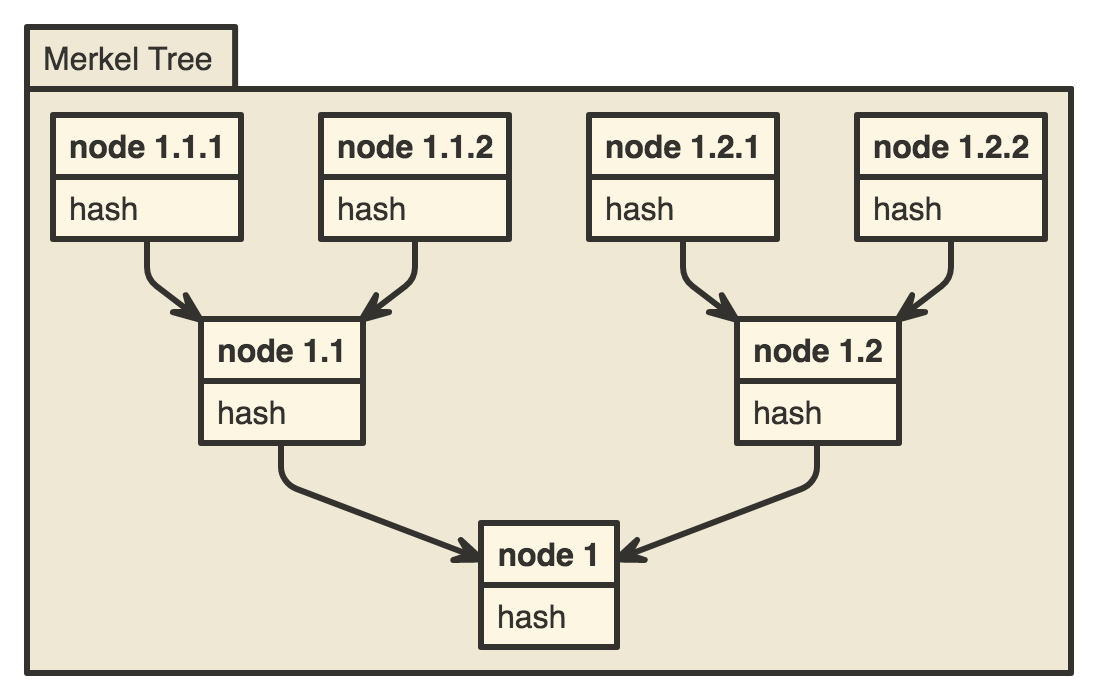 Merkel Tree
node 1.1.1
hash
node 1.1.2
hash
node 1.2.1
hash
node 1.2.2
hash
node 1.1
hash
node 1.2
hash
node 1
hash